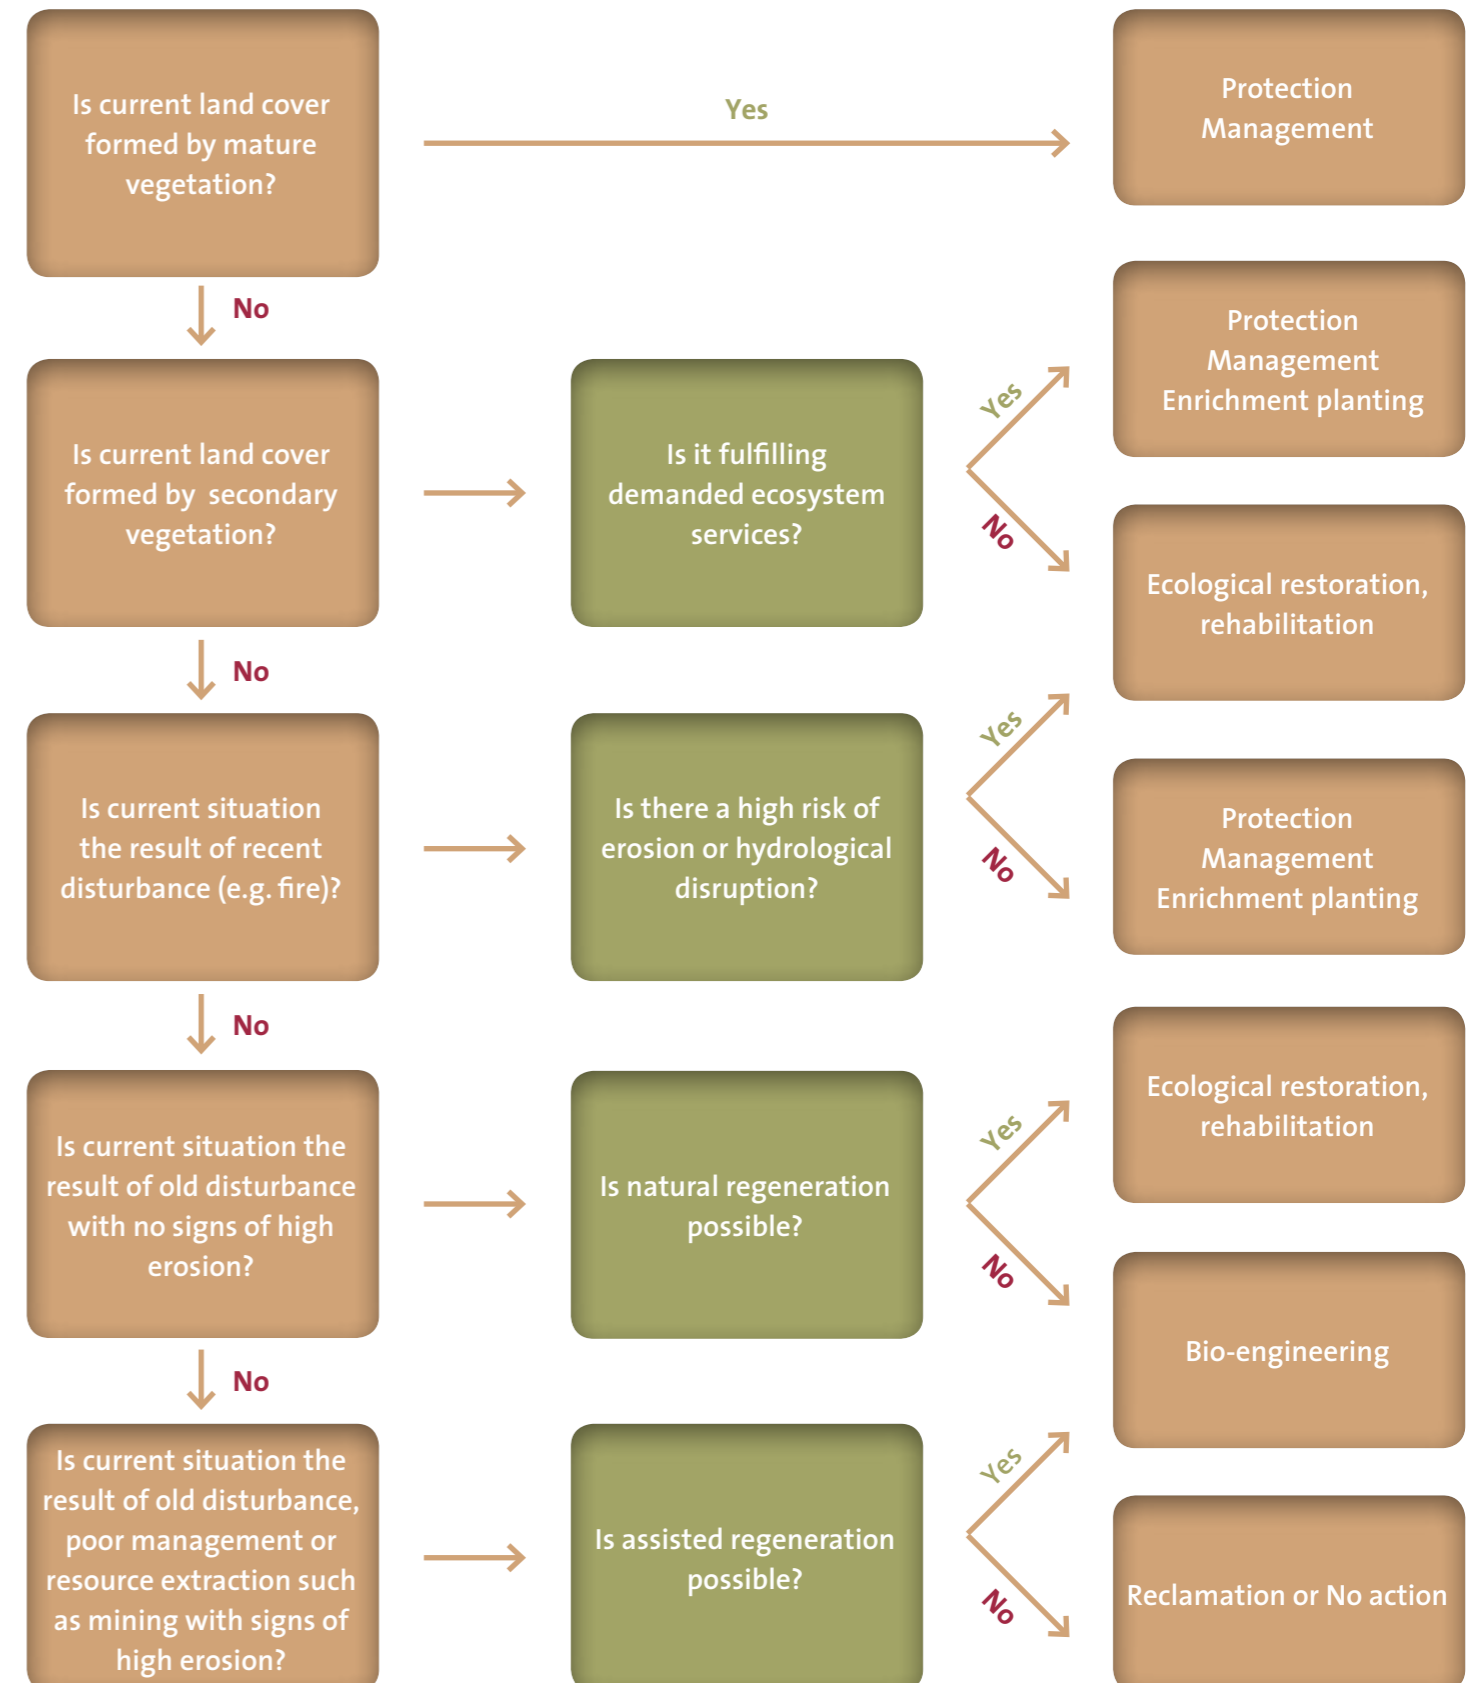 Is current land cover
formed by mature
vegetation?
Yes
Protection
Management
No
Is current land cover
formed by secondary
vegetation?
Is it fulfilling
demanded ecosystem
services?
Yes
Protection
Management
Enrichment planting
No
Ecological restoration,
rehabilitation
No
Is current situation
the result of recent
disturbance (e.g. fire)?
Is there a high risk of
erosion or hydrological
disruption?
Yes
No
Protection
Management
Enrichment planting
No
Is current situation the
result of old disturbance
with no signs of high
erosion?
Is natural regeneration
possible?
Yes
Ecological restoration,
rehabilitation
No
Bio-engineering
No
Is current situation the
result of old disturbance,
poor management or
resource extraction such
as mining with signs of
high erosion?
Is assisted regeneration
possible?
Yes
No
Reclamation or No action